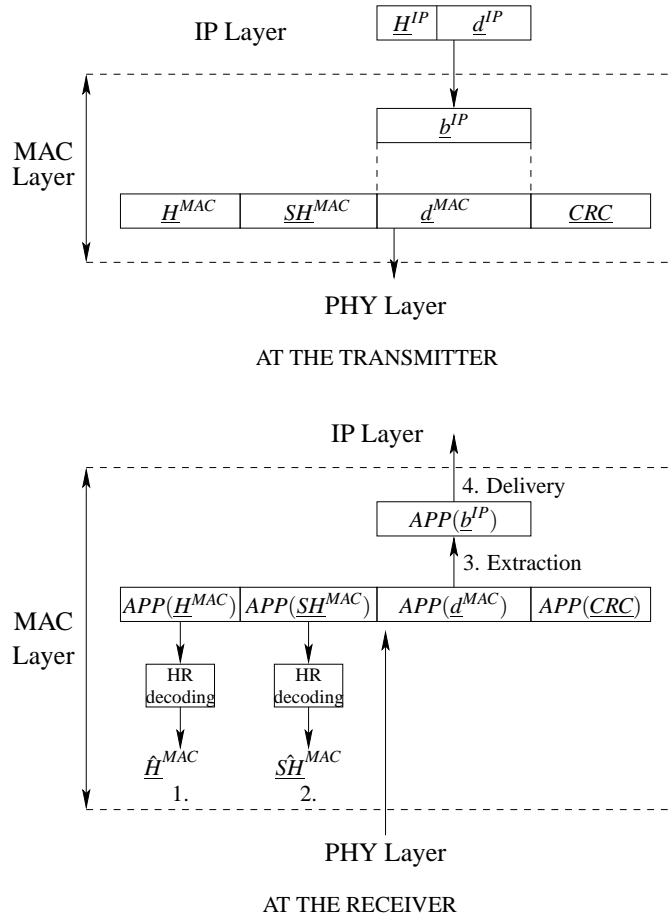 IP Layer
H^IP d^IP
b^IP
MAC Layer
H^MAC SH^MAC d^MAC CRC
PHY Layer
AT THE TRANSMITTER
IP Layer
4. Delivery
APP(b^IP)
3. Extraction
APP(H^MAC) APP(SH^MAC) APP(d^MAC) APP(CRC)
MAC Layer
HR decoding HR decoding
Ĥ^MAC SĤ^MAC
1. 2.
PHY Layer
AT THE RECEIVER